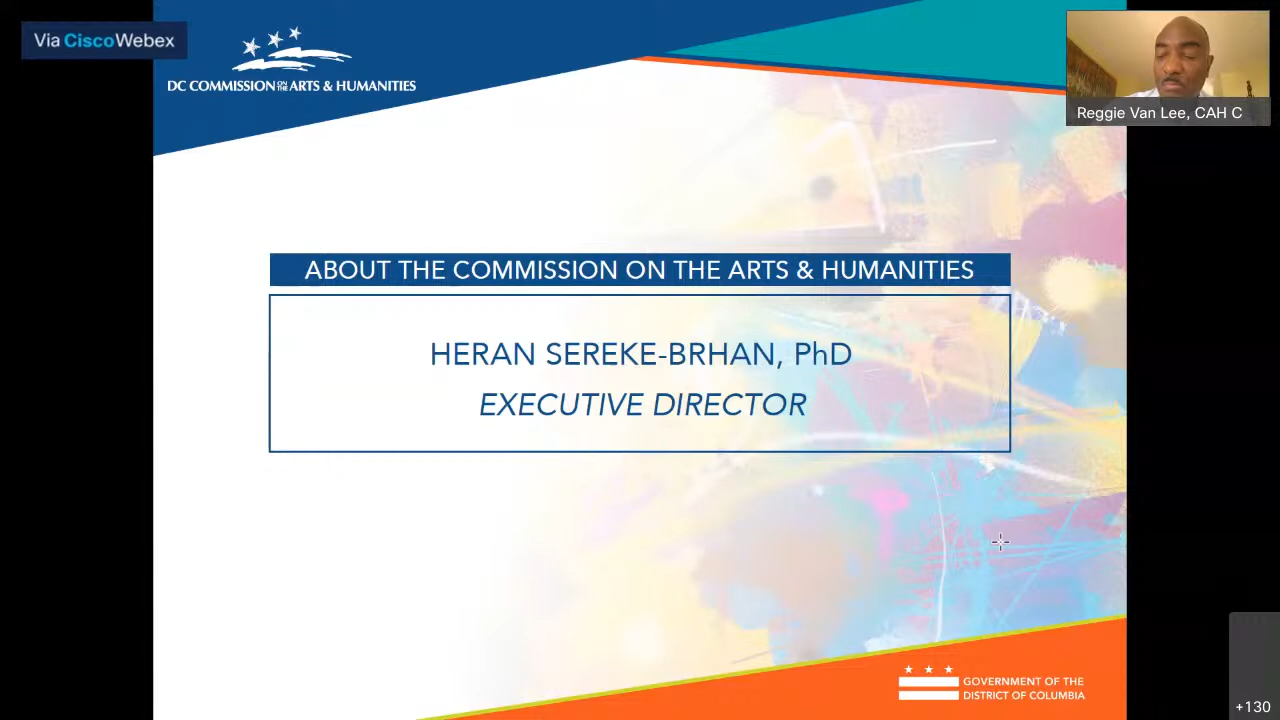 Via CiscoWebex
DC COMMISSION ON THE ARTS & HUMANITIES
Reggie Van Lee, CAH C
ABOUT THE COMMISSION ON THE ARTS & HUMANITIES
HERAN SEREKE-BRHAN, PhD
EXECUTIVE DIRECTOR
GOVERNMENT OF THE
DISTRICT OF COLUMBIA
+130